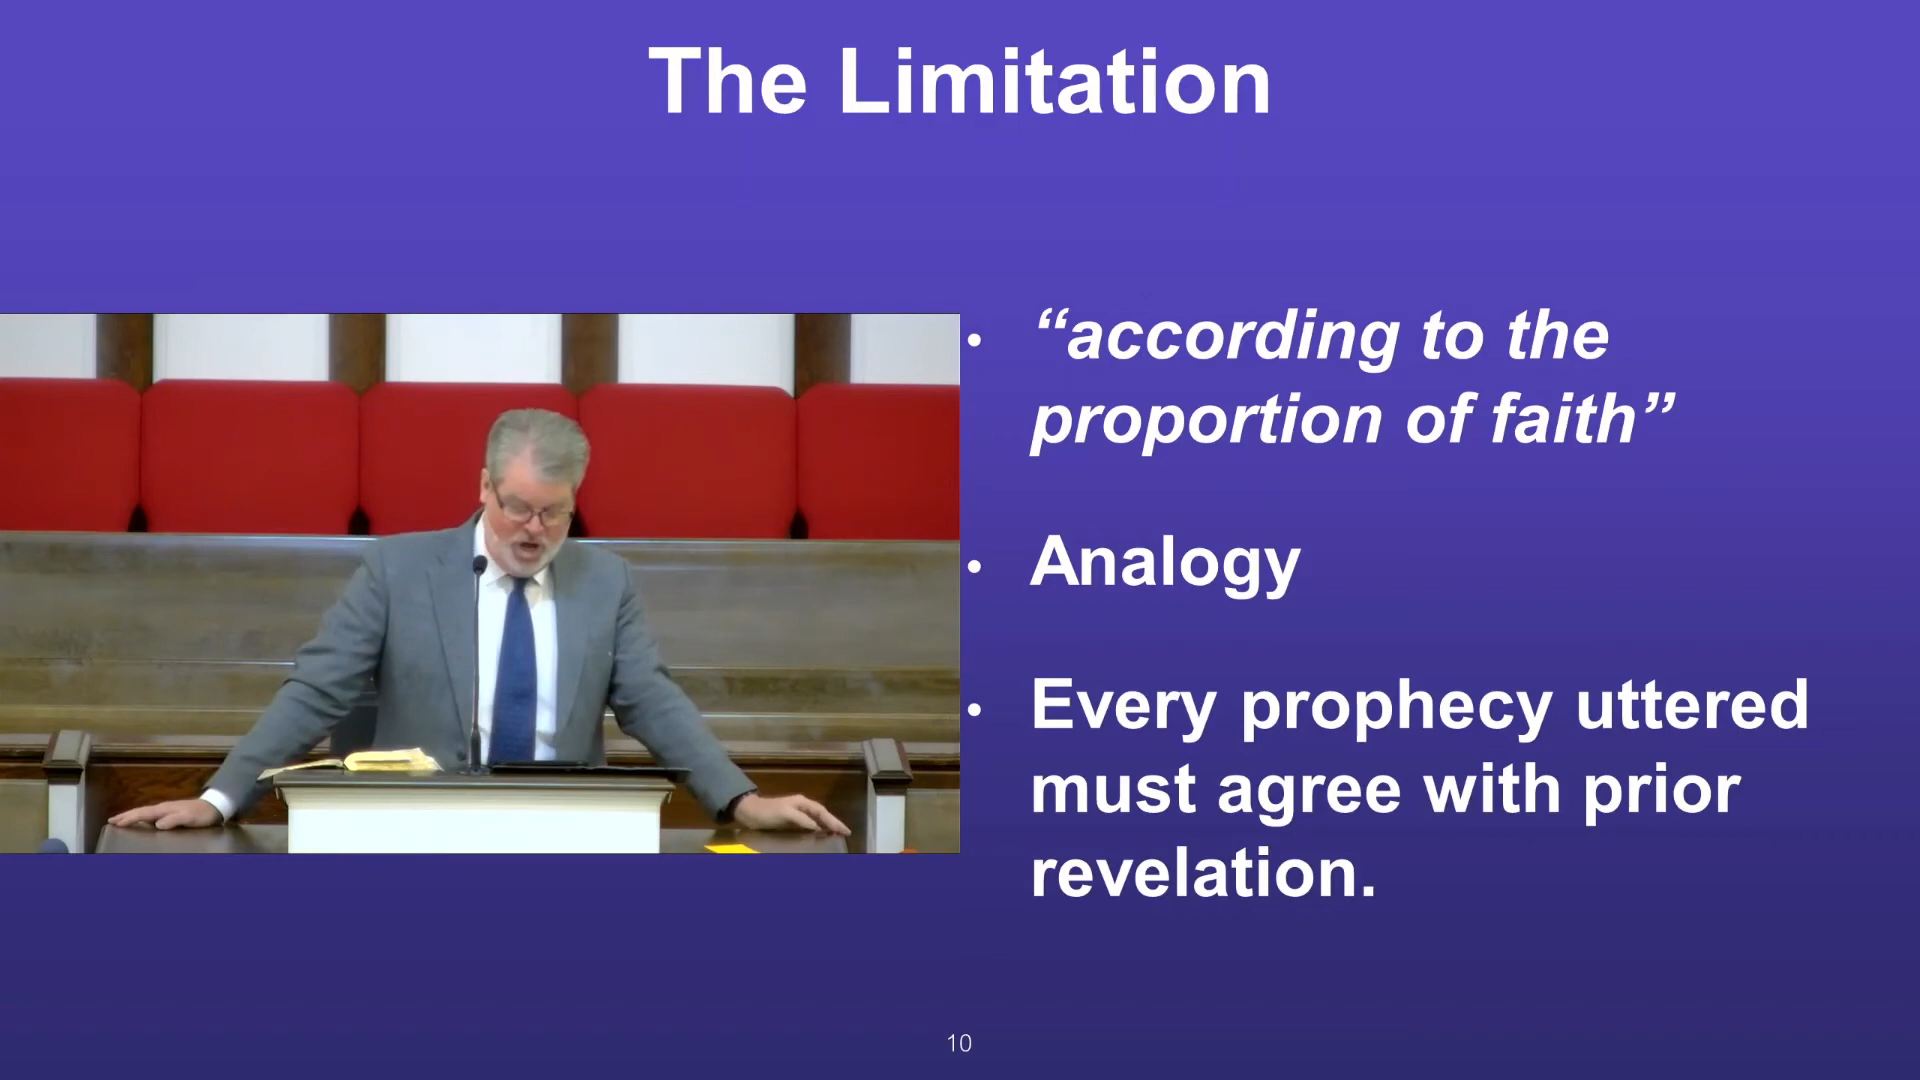 The Limitation
• “according to the
proportion of faith”
• Analogy
• Every prophecy uttered
must agree with prior
revelation.
10